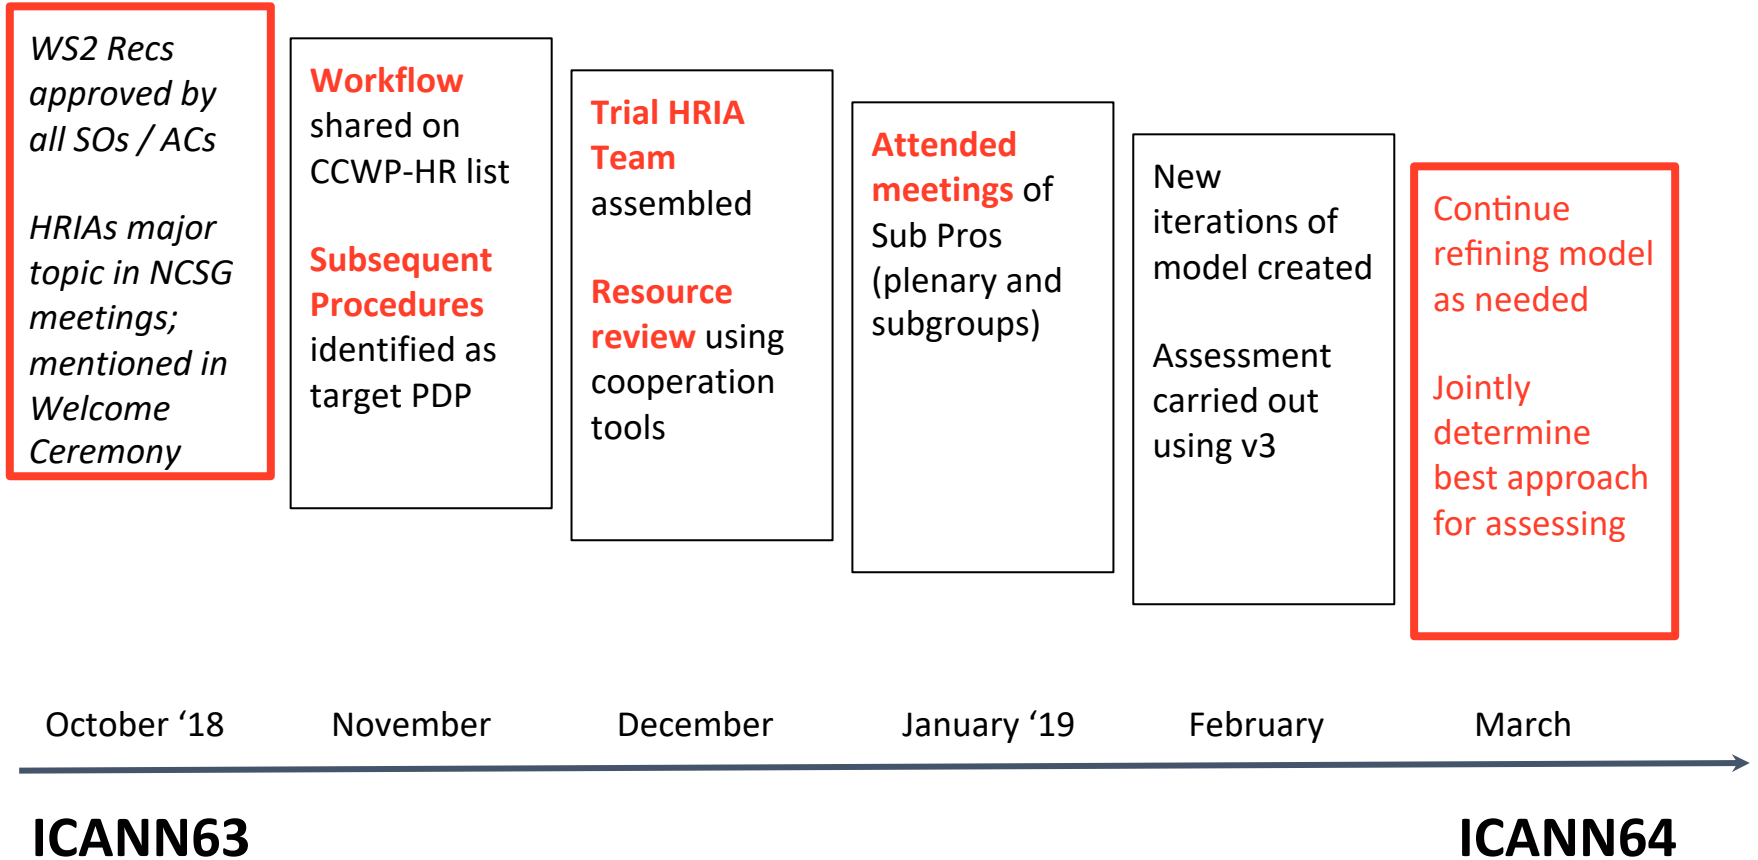 WS2 Recs
approved by
all SOs / ACs
HRIAs major
topic in NCSG
meetings;
mentioned in
Welcome
Ceremony
Workflow
shared on
CCWP-HR list
Subsequent
Procedures
identified as
target PDP
Trial HRIA
Team
assembled
Resource
review using
cooperation
tools
Attended
meetings of
Sub Pros
(plenary and
subgroups)
New
iterations of
model created
Assessment
carried out
using v3
Continue
refining model
as needed
Jointly
determine
best approach
for assessing
October ‘18
November
December
January ‘19
February
March
ICANN63
ICANN64